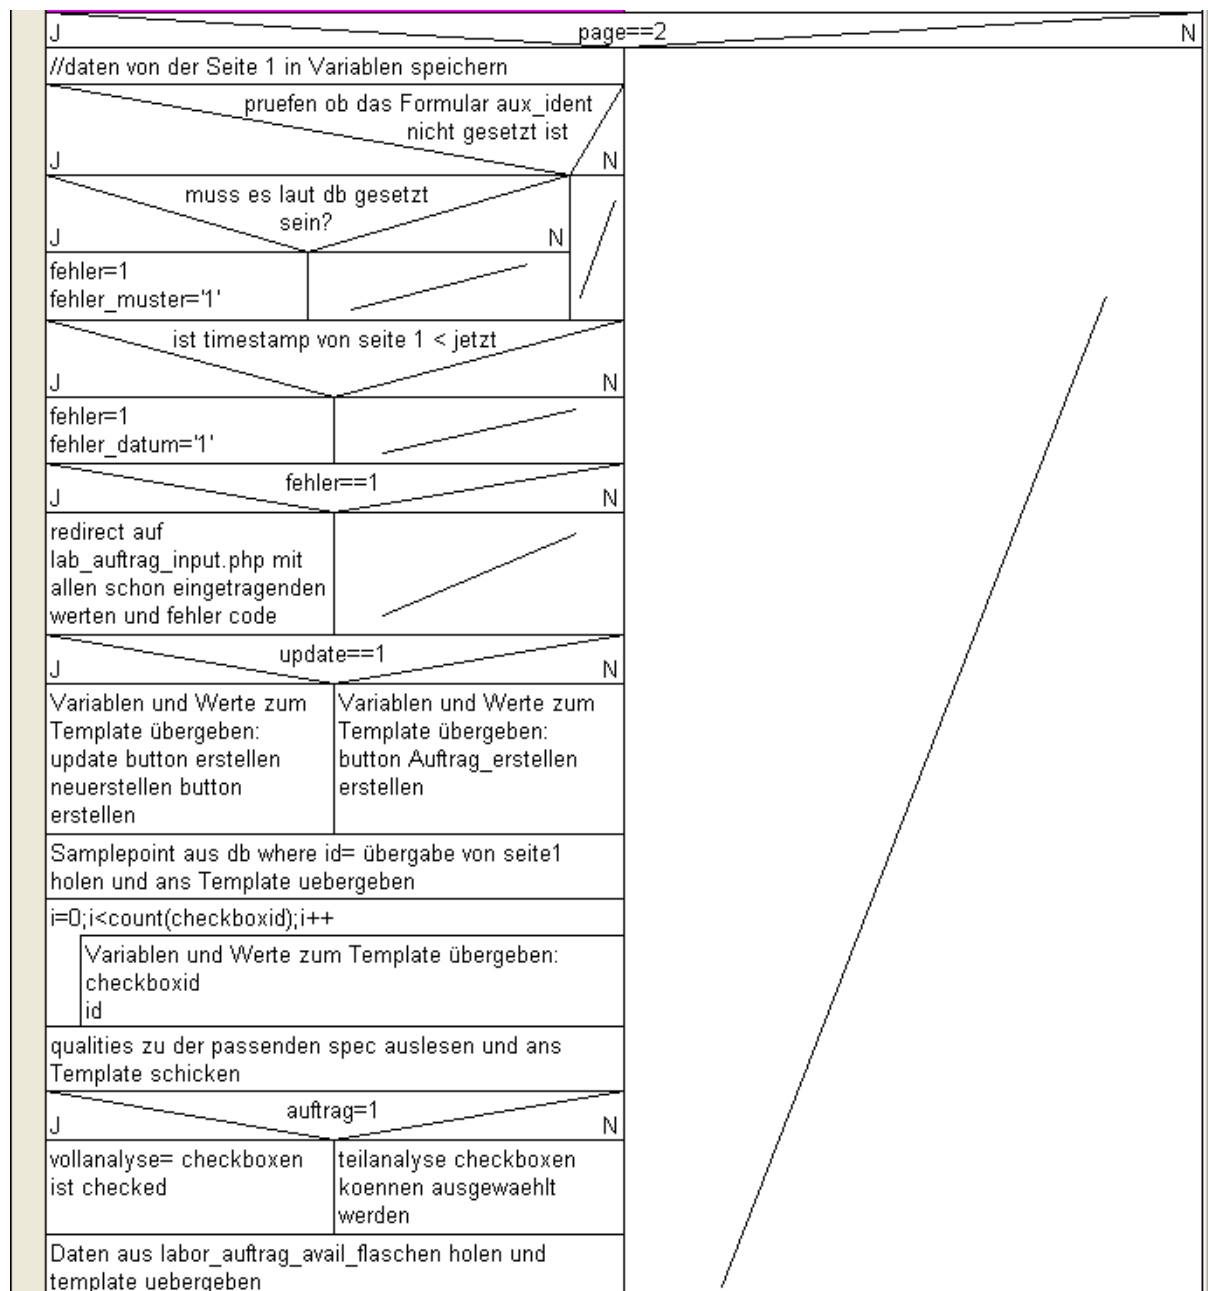 page==2
J
N
//daten von der Seite 1 in Variablen speichern
pruefen ob das Formular aux_ident
nicht gesetzt ist
J
N
muss es laut db gesetzt
sein?
J
N
fehler=1
fehler_muster='1'
ist timestamp von seite 1 < jetzt
J
N
fehler=1
fehler_datum='1'
fehler==1
J
N
redirect auf
lab_auftrag_input.php mit
allen schon eingetragenden
werten und fehler code
update==1
J
N
Variablen und Werte zum
Template übergeben:
update button erstellen
neuerstellen button
erstellen
Variablen und Werte zum
Template übergeben:
button Auftrag_erstellen
erstellen
Samplepoint aus db where id= übergabe von seite1
holen und ans Template uebergeben
i=0;i<count(checkboxid);i++
Variablen und Werte zum Template übergeben:
checkboxid
id
qualities zu der passenden spec auslesen und ans
Template schicken
auftrag=1
J
N
vollanalyse= checkboxen
ist checked
teilanalyse checkboxen
koennen ausgewaehlt
werden
Daten aus labor_auftrag_avail_flaschen holen und
template uebergeben